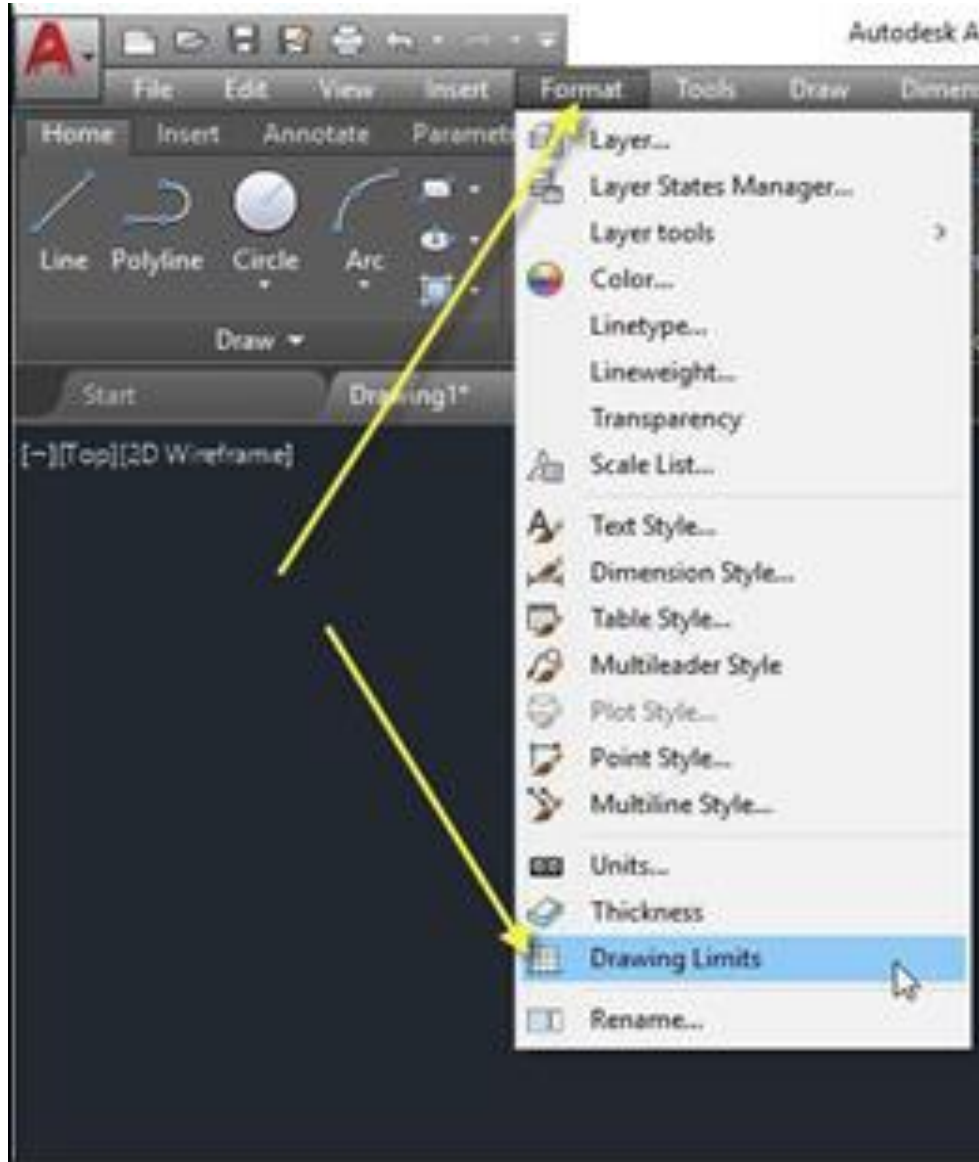 Autodesk A
File Edit View Insert Format Tools Draw Dimen
Home Insert Annotate Paramet
Line Polyline Circle Arc
Draw
Start Drawing1*
[-][Top][2D Wireframe]
Layer...
Layer States Manager...
Layer tools
Color...
Linetype...
Lineweight...
Transparency
Scale List...
Text Style...
Dimension Style...
Table Style...
Multileader Style
Plot Style...
Point Style...
Multiline Style...
Units...
Thickness
Drawing Limits
Rename...